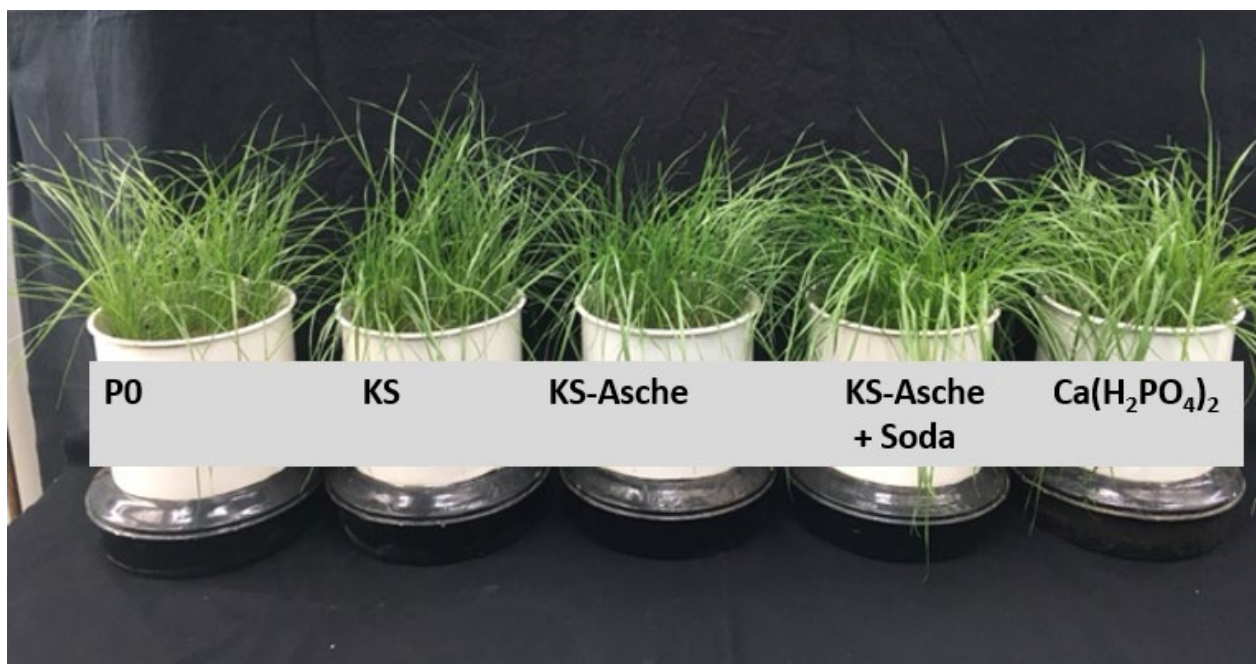 P0
KS
KS-Asche
KS-Asche
+ Soda
Ca(H₂PO₄)₂